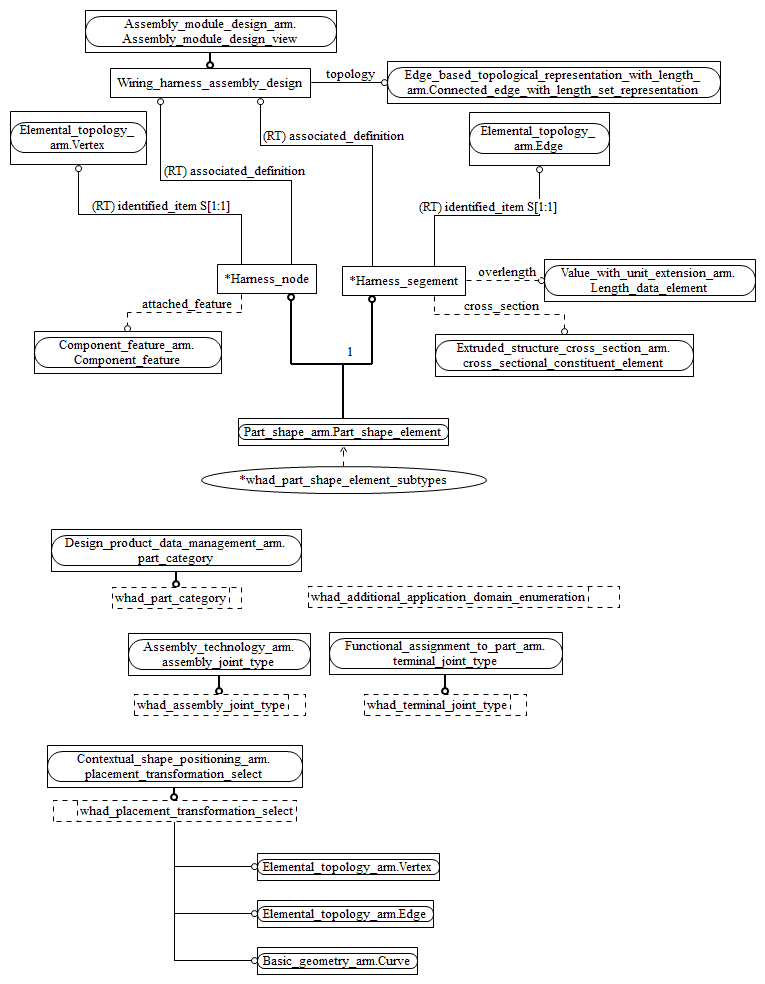 Assembly_module_design_arm.
Assembly_module_design_view
Wiring_harness_assembly_design
topology
Edge_based_topological_representation_with_length_
arm.Connected_edge_with_length_set_representation
Elemental_topology_
arm.Vertex
(RT) associated_definition
Elemental_topology_
arm.Edge
(RT) associated_definition
(RT) identified_item S[1:1]
(RT) identified_item S[1:1]
*Harness_node
*Harness_segement
overlength
Value_with_unit_extension_arm.
Length_data_element
attached_feature
cross_section
Component_feature_arm.
Component_feature
1
Extruded_structure_cross_section_arm.
cross_sectional_constituent_element
Part_shape_arm.Part_shape_element
*whad_part_shape_element_subtypes
Design_product_data_management_arm.
part_category
whad_part_category
whad_additional_application_domain_enumeration
Assembly_technology_arm.
assembly_joint_type
Functional_assignment_to_part_arm.
terminal_joint_type
whad_assembly_joint_type
whad_terminal_joint_type
Contextual_shape_positioning_arm.
placement_transformation_select
whad_placement_transformation_select
Elemental_topology_arm.Vertex
Elemental_topology_arm.Edge
Basic_geometry_arm.Curve